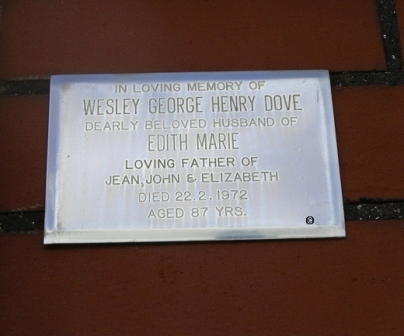 IN LOVING MEMORY OF
WESLEY GEORGE HENRY DOVE
DEARLY BELOVED HUSBAND OF
EDITH MARIE
LOVING FATHER OF
JEAN, JOHN & ELIZABETH
DIED 22.2.1972
AGED 87 YRS.